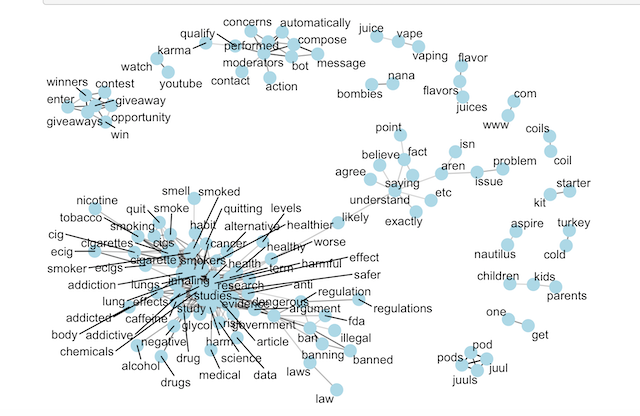 concerns
automatically
qualify
performed
compose
karma
moderators
bot
message
watch
youtube
contact
action
juice
vape
vaping
flavor
nana
bombies
flavors
juices
com
www
coils
coil
winners
contest
enter
giveaway
giveaways
opportunity
win
point
isn
believe
fact
agree
saying
aren
problem
issue
understand
etc
exactly
likely
starter
kit
aspire
nautilus
turkey
cold
children
kids
parents
one
get
pod
pods
juul
juuls
smell
smoked
nicotine
quit
smoke
quitting
levels
tobacco
smoking
habit
alternative
healthier
cig
cigarettes
cigs
cancer
healthy
worse
ecig
cigarette
smokers
health
harmful
effect
smoker
ecigs
term
safer
addiction
lungs
inhaling
research
anti
regulation
lung
effects
studies
evidence
dangerous
regulations
addicted
caffeine
study
argument
fda
body
addictive
glycol
risk
government
illegal
chemicals
negative
harm
article
ban
banning
banned
alcohol
drug
science
laws
drugs
medical
data
law